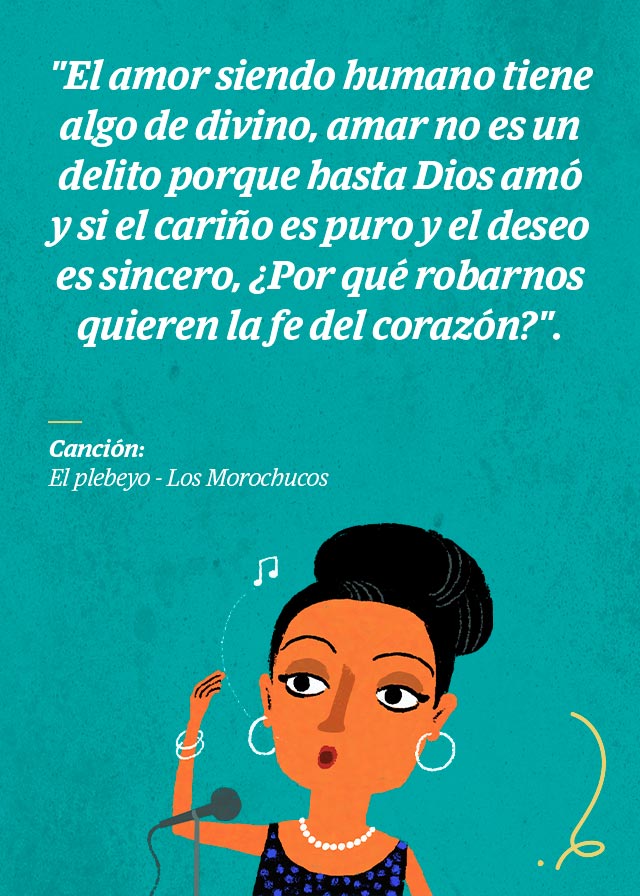 "El amor siendo humano tiene
algo de divino, amar no es un
delito porque hasta Dios amó
y si el cariño es puro y el deseo
es sincero, ¿Por qué robarnos
quieren la fe del corazón?".
Canción:
El plebeyo - Los Morochucos